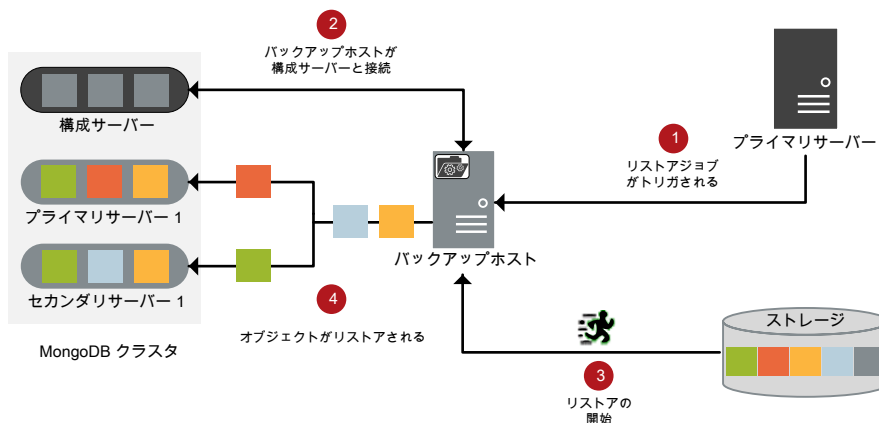 2
バックアップホストが
構成サーバーと接続
構成サーバー
プライマリサーバー
1
リストアジョブ
がトリガされる
プライマリサーバー 1
バックアップホスト
セカンダリサーバー 1
4
オブジェクトがリストアされる
MongoDB クラスタ
ストレージ
3
リストアの
開始